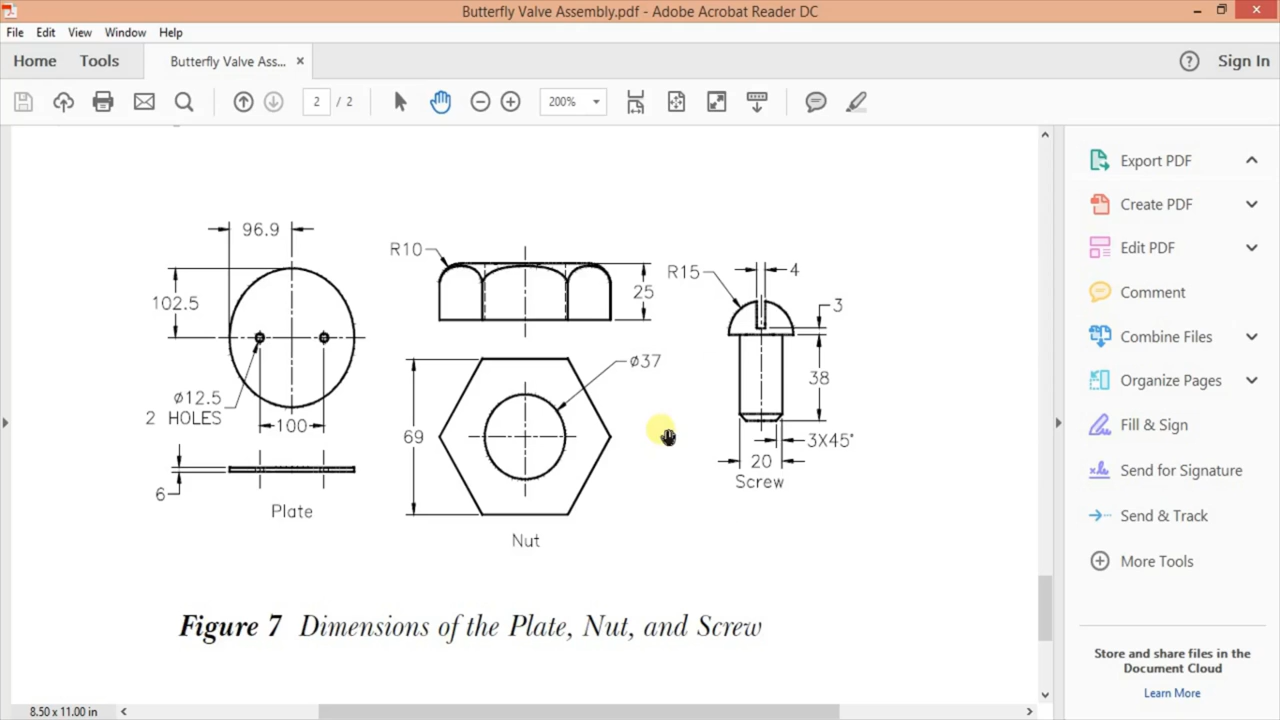 Butterfly Valve Assembly.pdf - Adobe Acrobat Reader DC
File Edit View Window Help
Home Tools Butterfly Valve Ass... × Sign In
2 / 2 200%
96.9
102.5
ø12.5
2 HOLES
100
6
Plate
R10
25
ø37
69
Nut
R15
4
3
38
3X45°
20
Screw
Figure 7 Dimensions of the Plate, Nut, and Screw
Export PDF
Create PDF
Edit PDF
Comment
Combine Files
Organize Pages
Fill & Sign
Send for Signature
Send & Track
More Tools
Store and share files in the
Document Cloud
Learn More
8.50 x 11.00 in